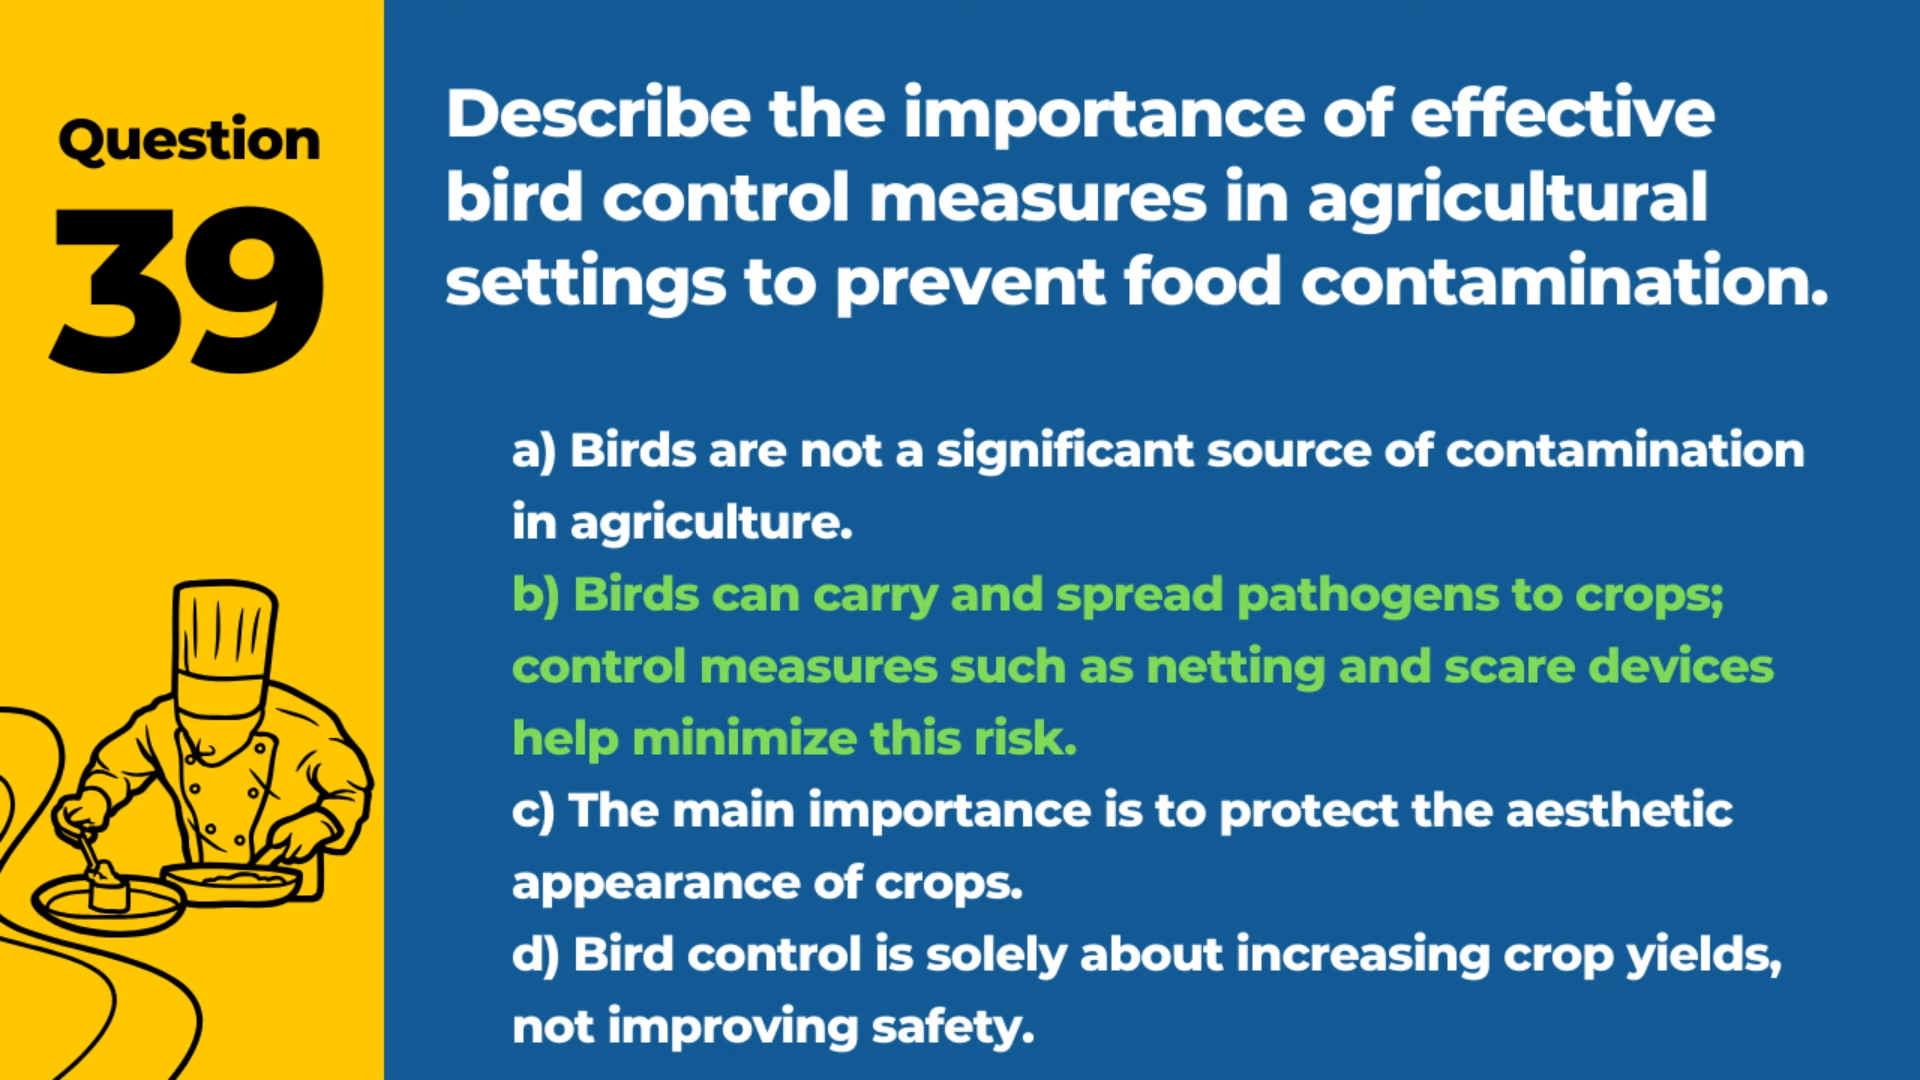 Question
39
Describe the importance of effective
bird control measures in agricultural
settings to prevent food contamination.
a) Birds are not a significant source of contamination
in agriculture.
b) Birds can carry and spread pathogens to crops;
control measures such as netting and scare devices
help minimize this risk.
c) The main importance is to protect the aesthetic
appearance of crops.
d) Bird control is solely about increasing crop yields,
not improving safety.